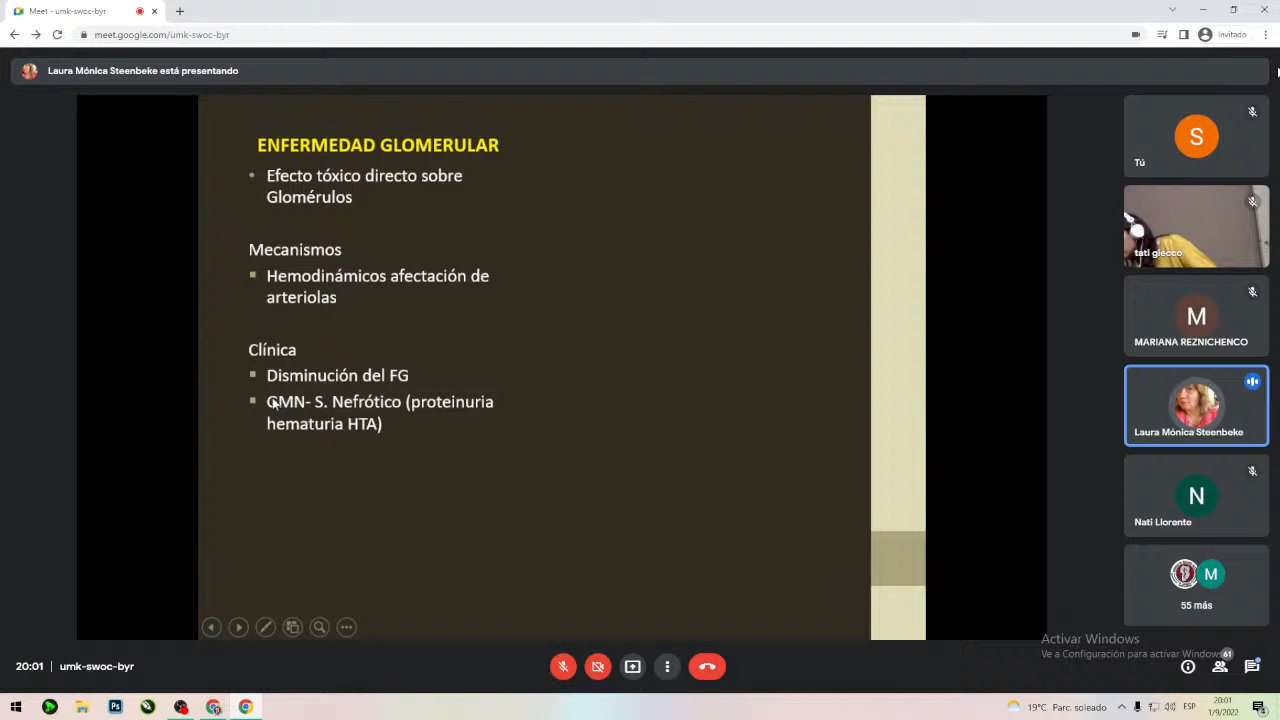 Meet - umk-swoc-byr
meet.google.com/umk-swoc-byr
Invitado
Laura Mónica Steenbeke está presentando
ENFERMEDAD GLOMERULAR
Efecto tóxico directo sobre
Glomérulos
Mecanismos
Hemodinámicos afectación de
arteriolas
Clínica
Disminución del FG
GMN- S. Nefrótico (proteinuria
hematuria HTA)
S
Tú
tati giecco
M
MARIANA REZNICHENCO
Laura Mónica Steenbeke
N
Nati Llorente
M
55 más
Activar Windows
Ve a Configuración para activar Windows.
20:01
umk-swoc-byr
61
Ps
19°C Parc. soleado
ESP
20:01
1/9/2022
4